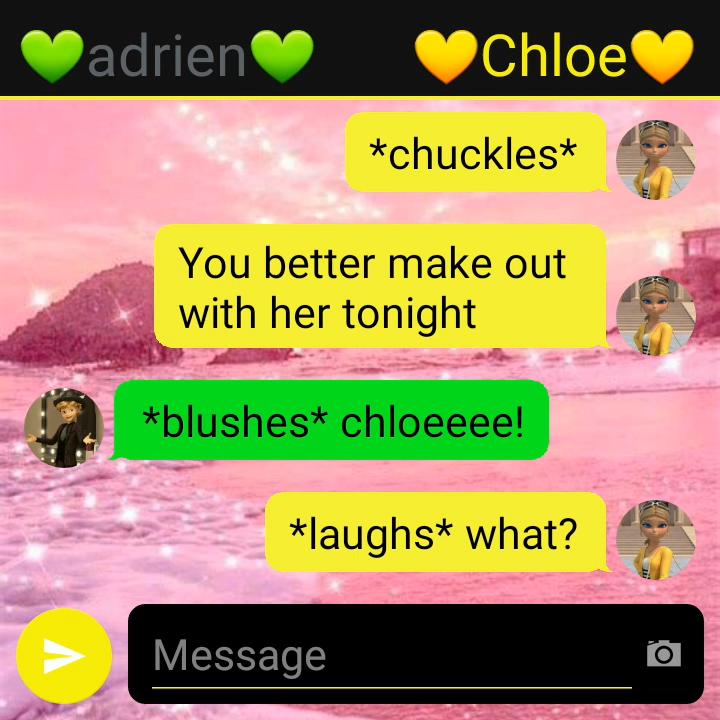 💚adrien💚 💛Chloe💛
*chuckles*
You better make out
with her tonight
*blushes* chloeeee!
*laughs* what?
Message